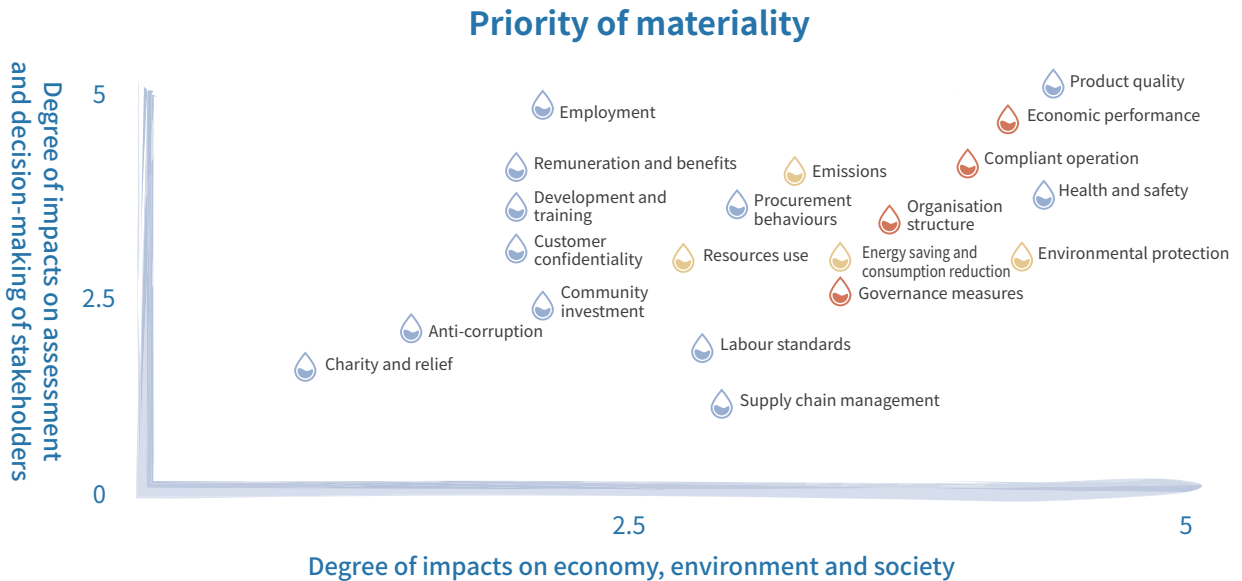 Priority of materiality
Degree of impacts on assessment
and decision-making of stakeholders
5
2.5
0
Product quality
Employment
Economic performance
Remuneration and benefits
Compliant operation
Emissions
Health and safety
Development and
training
Procurement
behaviours
Organisation
structure
Customer
confidentiality
Resources use
Energy saving and
consumption reduction
Environmental protection
Community
investment
Governance measures
Anti-corruption
Labour standards
Charity and relief
Supply chain management
2.5
5
Degree of impacts on economy, environment and society